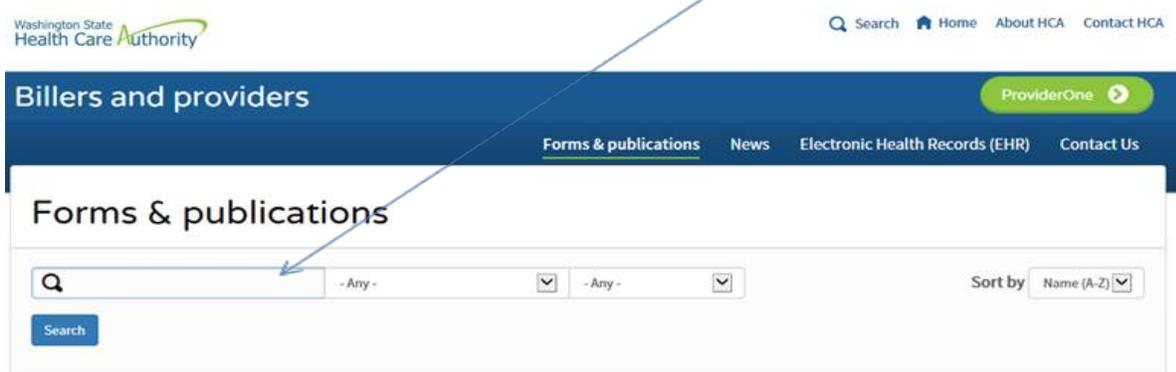 Washington State
Health Care Authority
Search Home About HCA Contact HCA
Billers and providers
ProviderOne
Forms & publications News Electronic Health Records (EHR) Contact Us
Forms & publications
- Any - - Any - Sort by Name (A-Z)
Search